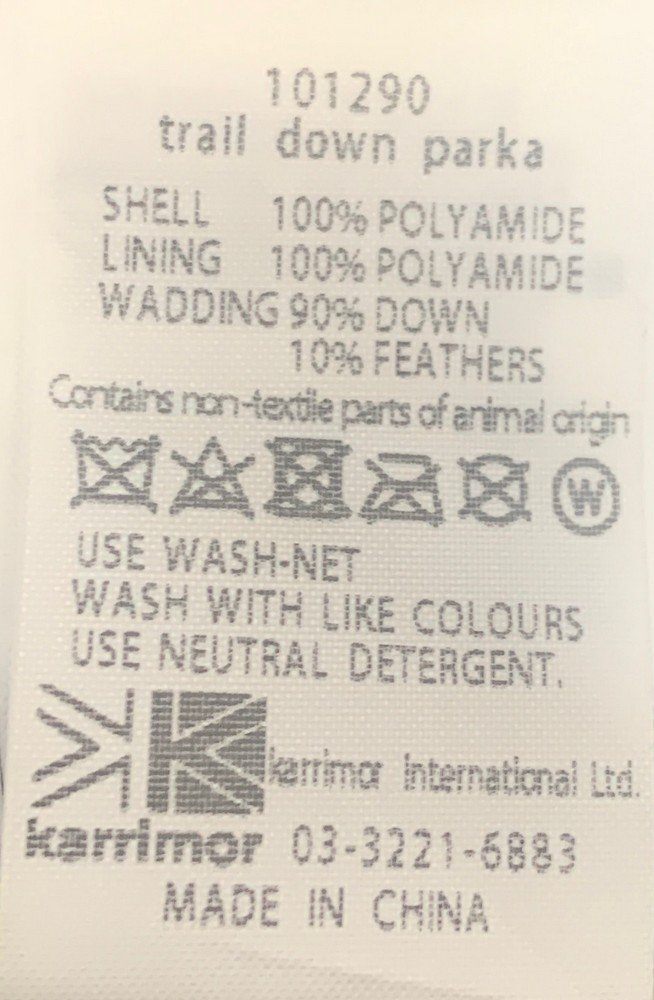 101290
trail down parka
SHELL 100% POLYAMIDE
LINING 100% POLYAMIDE
WADDING 90% DOWN
10% FEATHERS
Contains non-textile parts of animal origin
W
USE WASH-NET
WASH WITH LIKE COLOURS
USE NEUTRAL DETERGENT.
karrimor International Ltd.
karrimor 03-3221-6883
MADE IN CHINA